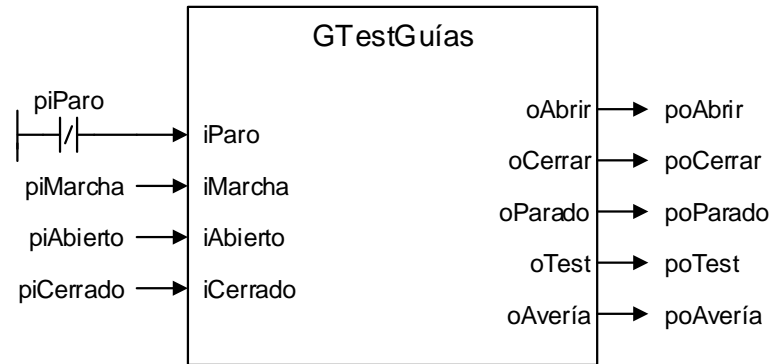 GTestGuías
piParo
iParo
oAbrir
poAbrir
piMarcha
iMarcha
oCerrar
poCerrar
piAbierto
iAbierto
oParado
poParado
piCerrado
iCerrado
oTest
poTest
oAvería
poAvería